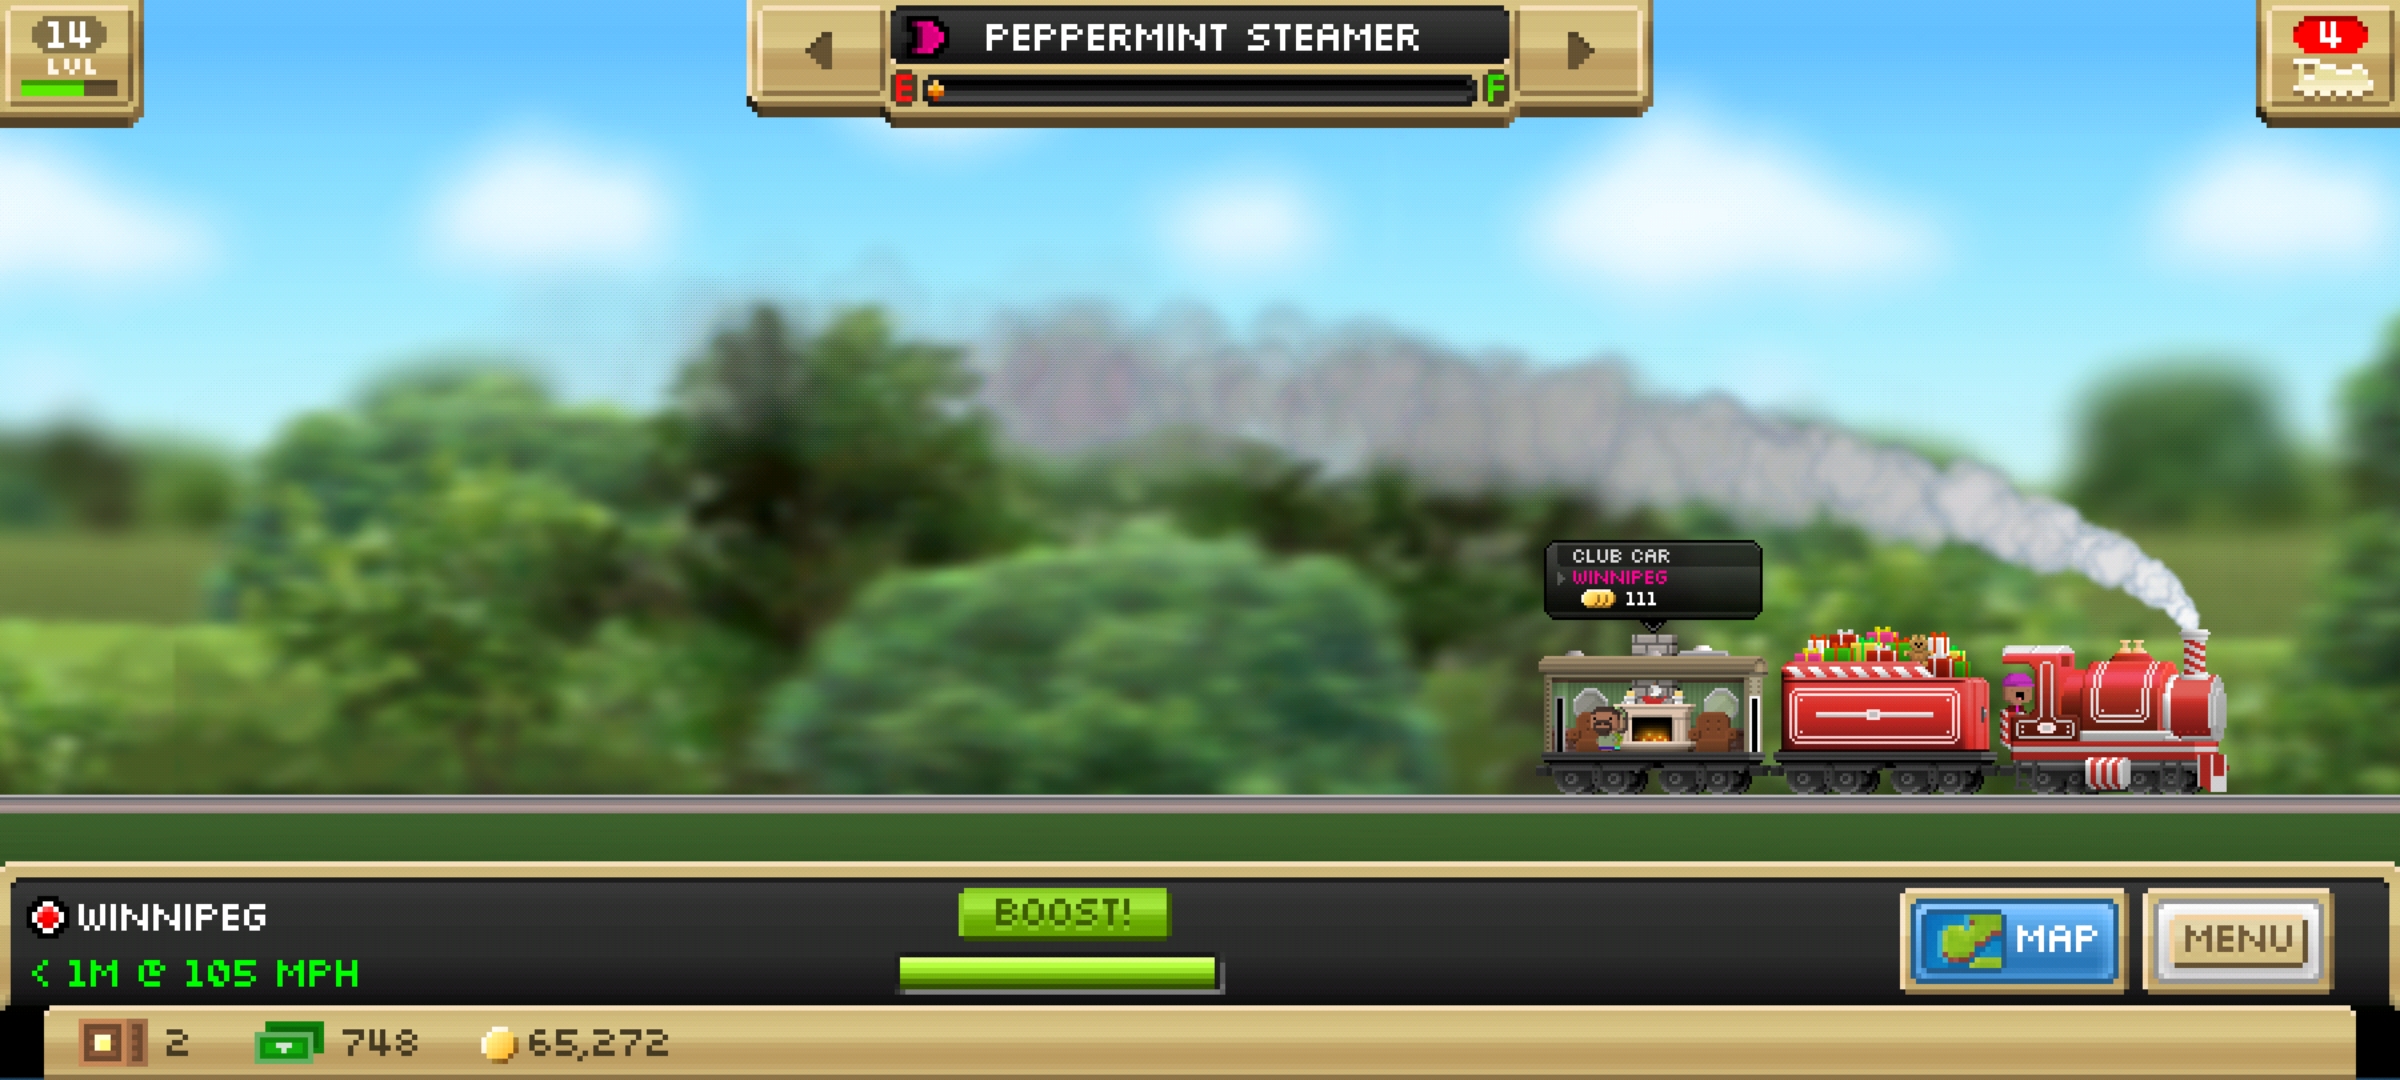 14
LVL
PEPPERMINT STEAMER
E F
4
CLUB CAR
WINNIPEG
111
WINNIPEG
< 1M @ 105 MPH
BOOST!
MAP
MENU
2
748
65,272